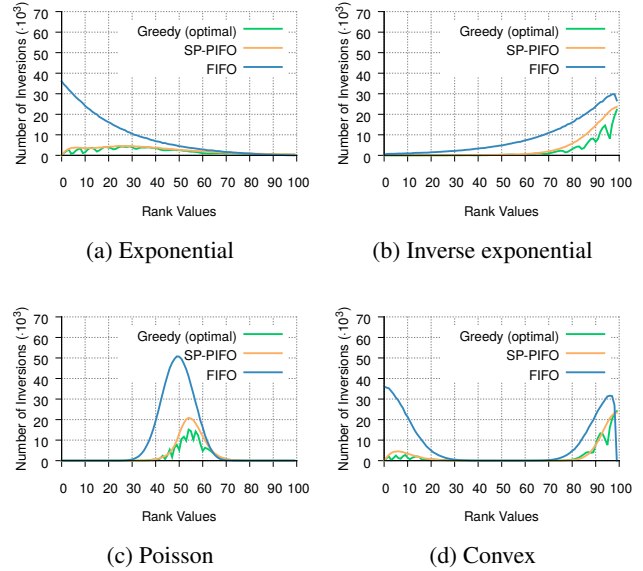 Number of Inversions (·10³)
70
60
50
40
30
20
10
0
Greedy (optimal)
SP-PIFO
FIFO
0 10 20 30 40 50 60 70 80 90 100
Rank Values
(a) Exponential
Number of Inversions (·10³)
70
60
50
40
30
20
10
0
Greedy (optimal)
SP-PIFO
FIFO
0 10 20 30 40 50 60 70 80 90 100
Rank Values
(b) Inverse exponential
Number of Inversions (·10³)
70
60
50
40
30
20
10
0
Greedy (optimal)
SP-PIFO
FIFO
0 10 20 30 40 50 60 70 80 90 100
Rank Values
(c) Poisson
Number of Inversions (·10³)
70
60
50
40
30
20
10
0
Greedy (optimal)
SP-PIFO
FIFO
0 10 20 30 40 50 60 70 80 90 100
Rank Values
(d) Convex